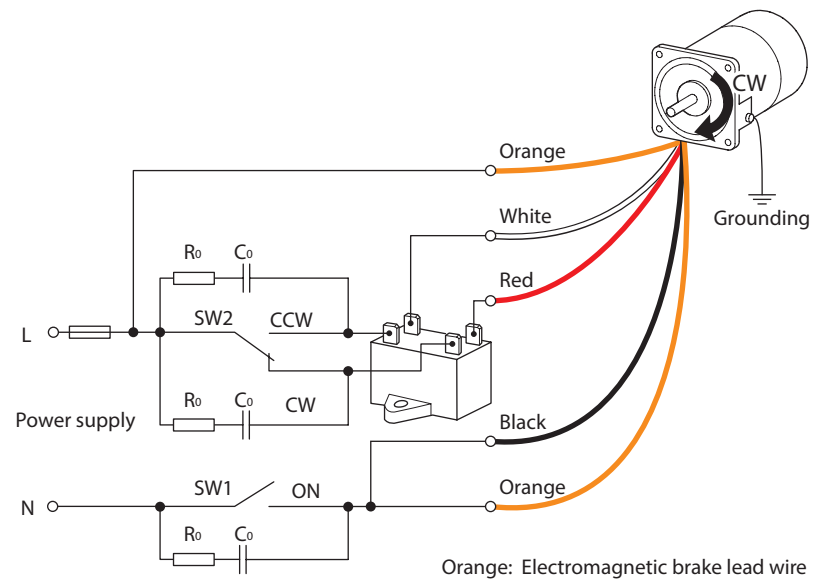 CW
Orange
White
Grounding
R₀ C₀
Red
SW2 CCW
L
R₀ C₀ CW
Power supply
Black
SW1 ON
Orange
N
R₀ C₀
Orange: Electromagnetic brake lead wire